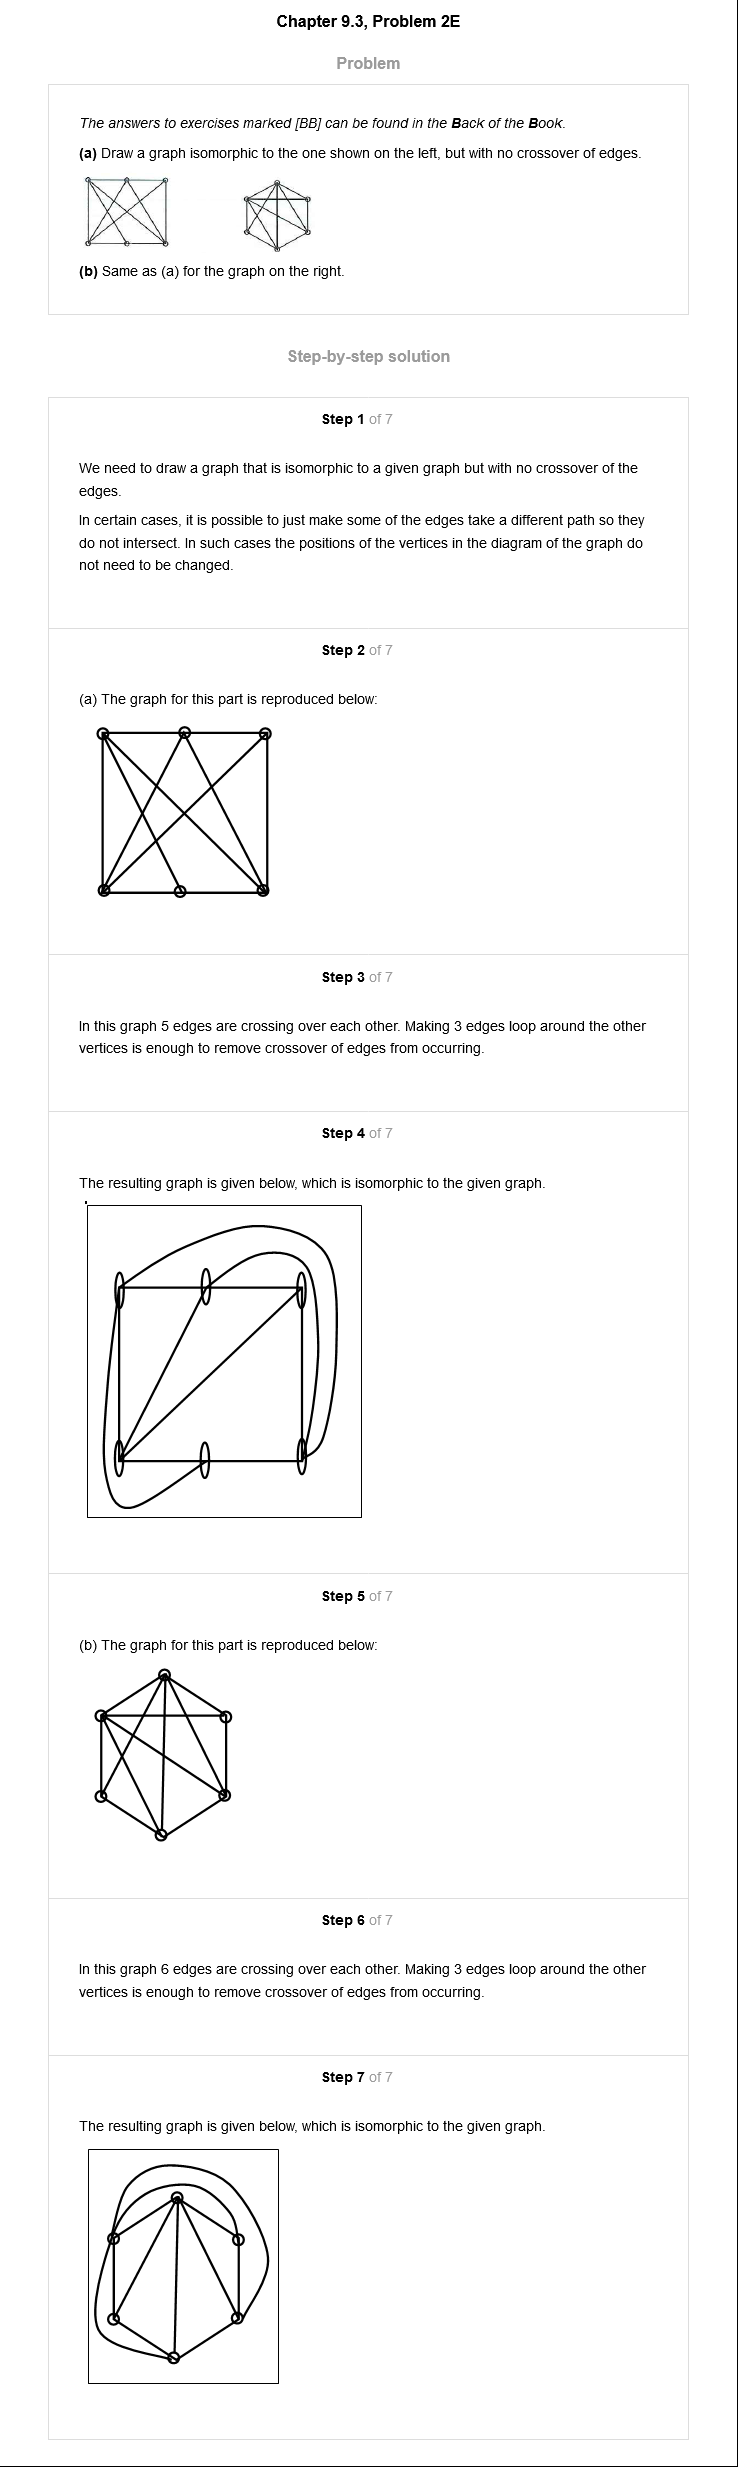 Chapter 9.3, Problem 2E
Problem
The answers to exercises marked [BB] can be found in the Back of the Book.
(a) Draw a graph isomorphic to the one shown on the left, but with no crossover of edges.
(b) Same as (a) for the graph on the right.
Step-by-step solution
Step 1 of 7
We need to draw a graph that is isomorphic to a given graph but with no crossover of the
edges.
In certain cases, it is possible to just make some of the edges take a different path so they
do not intersect. In such cases the positions of the vertices in the diagram of the graph do
not need to be changed.
Step 2 of 7
(a) The graph for this part is reproduced below:
Step 3 of 7
In this graph 5 edges are crossing over each other. Making 3 edges loop around the other
vertices is enough to remove crossover of edges from occurring.
Step 4 of 7
The resulting graph is given below, which is isomorphic to the given graph.
Step 5 of 7
(b) The graph for this part is reproduced below:
Step 6 of 7
In this graph 6 edges are crossing over each other. Making 3 edges loop around the other
vertices is enough to remove crossover of edges from occurring.
Step 7 of 7
The resulting graph is given below, which is isomorphic to the given graph.